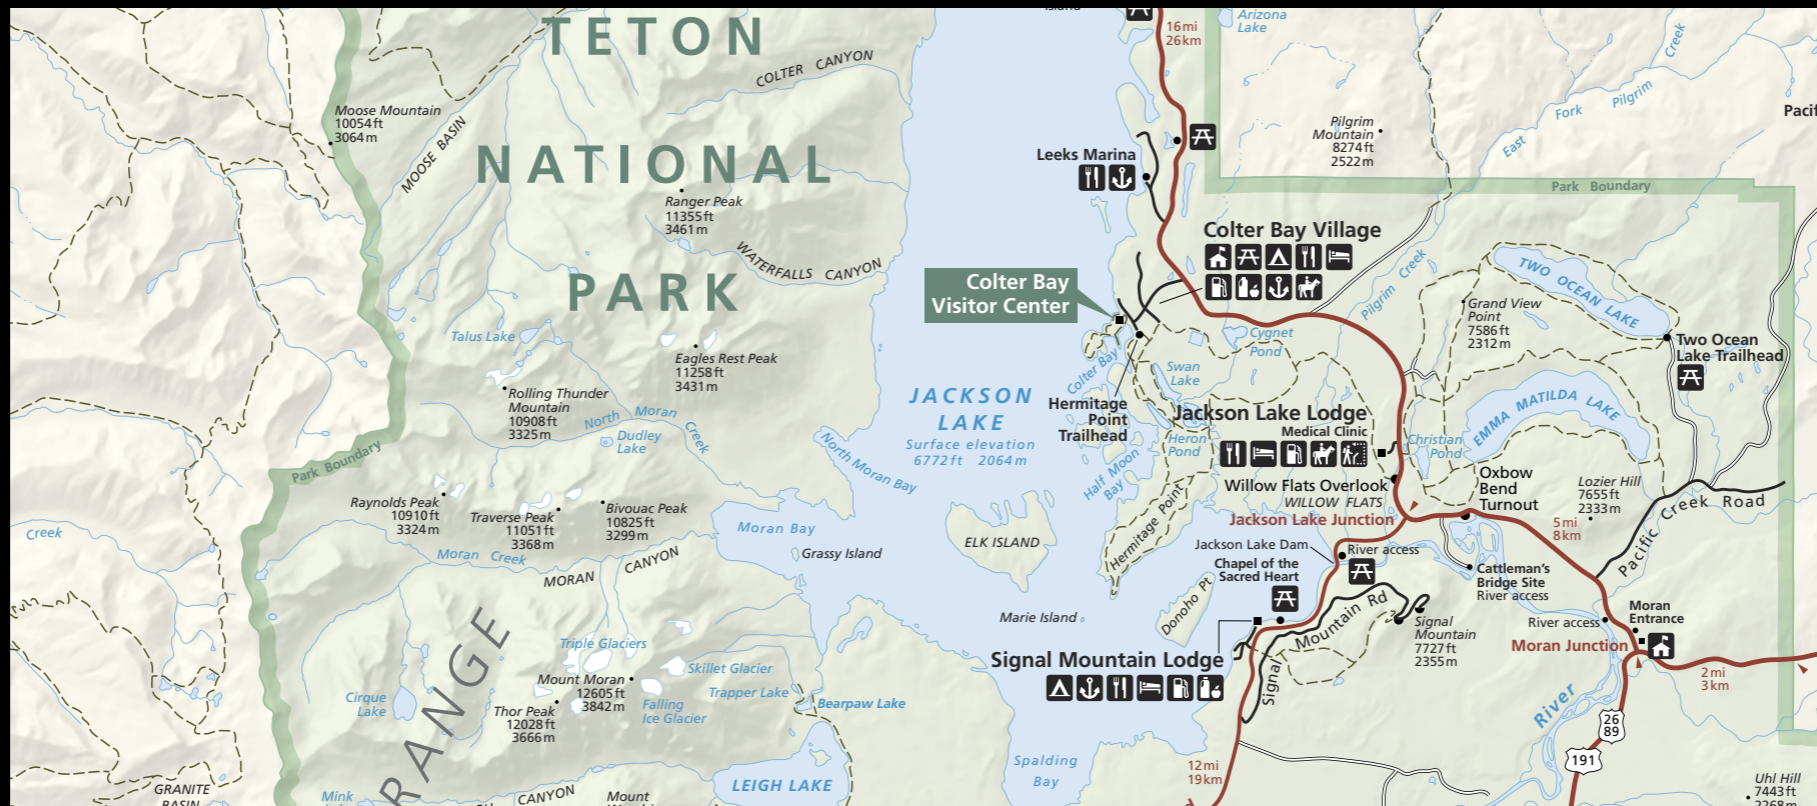 Island
TETON
NATIONAL
PARK
COLTER CANYON
16mi
26km
Arizona
Lake
East
Fork
Pilgrim
Creek
Moose Mountain
10054ft
3064m
MOOSE BASIN
Pilgrim
Mountain
8274ft
2522m
Pacif
Leeks Marina
Park Boundary
Ranger Peak
11355ft
3461m
WATERFALLS CANYON
Colter Bay Village
Colter Bay
Visitor Center
Pilgrim Creek
TWO OCEAN LAKE
Grand View
Point
7586ft
2312m
Two Ocean
Lake Trailhead
Talus Lake
Eagles Rest Peak
11258ft
3431m
Cygnet
Pond
Colter Bay
Swan
Lake
Rolling Thunder
Mountain
10908ft
3325m
North Moran
Creek
Dudley
Lake
JACKSON
LAKE
Surface elevation
6772ft 2064m
Hermitage
Point
Trailhead
Jackson Lake Lodge
Medical Clinic
EMMA MATILDA LAKE
Christian
Pond
Heron
Pond
Half Moon
Bay
North Moran Bay
Park Boundary
Raynolds Peak
10910ft
3324m
Traverse Peak
11051ft
3368m
Bivouac Peak
10825ft
3299m
Willow Flats Overlook
WILLOW FLATS
Jackson Lake Junction
Oxbow
Bend
Turnout
Lozier Hill
7655ft
2333m
5mi
8km
Pacific Creek Road
Creek
Moran Creek
MORAN CANYON
Moran Bay
Grassy Island
ELK ISLAND
Hermitage Point
Jackson Lake Dam
River access
Chapel of the
Sacred Heart
Cattleman's
Bridge Site
River access
Marie Island
Donoho Pt
Signal Mountain Rd
Signal
Mountain
7727ft
2355m
River access
Moran
Entrance
Moran Junction
2mi
3km
RANGE
Triple Glaciers
Skillet Glacier
Signal Mountain Lodge
Mount Moran
12605ft
3842m
Trapper Lake
Bearpaw Lake
Falling
Ice Glacier
Cirque
Lake
Thor Peak
12028ft
3666m
River
26
89
191
12mi
19km
Spalding
Bay
LEIGH LAKE
GRANITE
BASIN
Mink
CANYON
Mount
Uhl Hill
7443ft
2268m